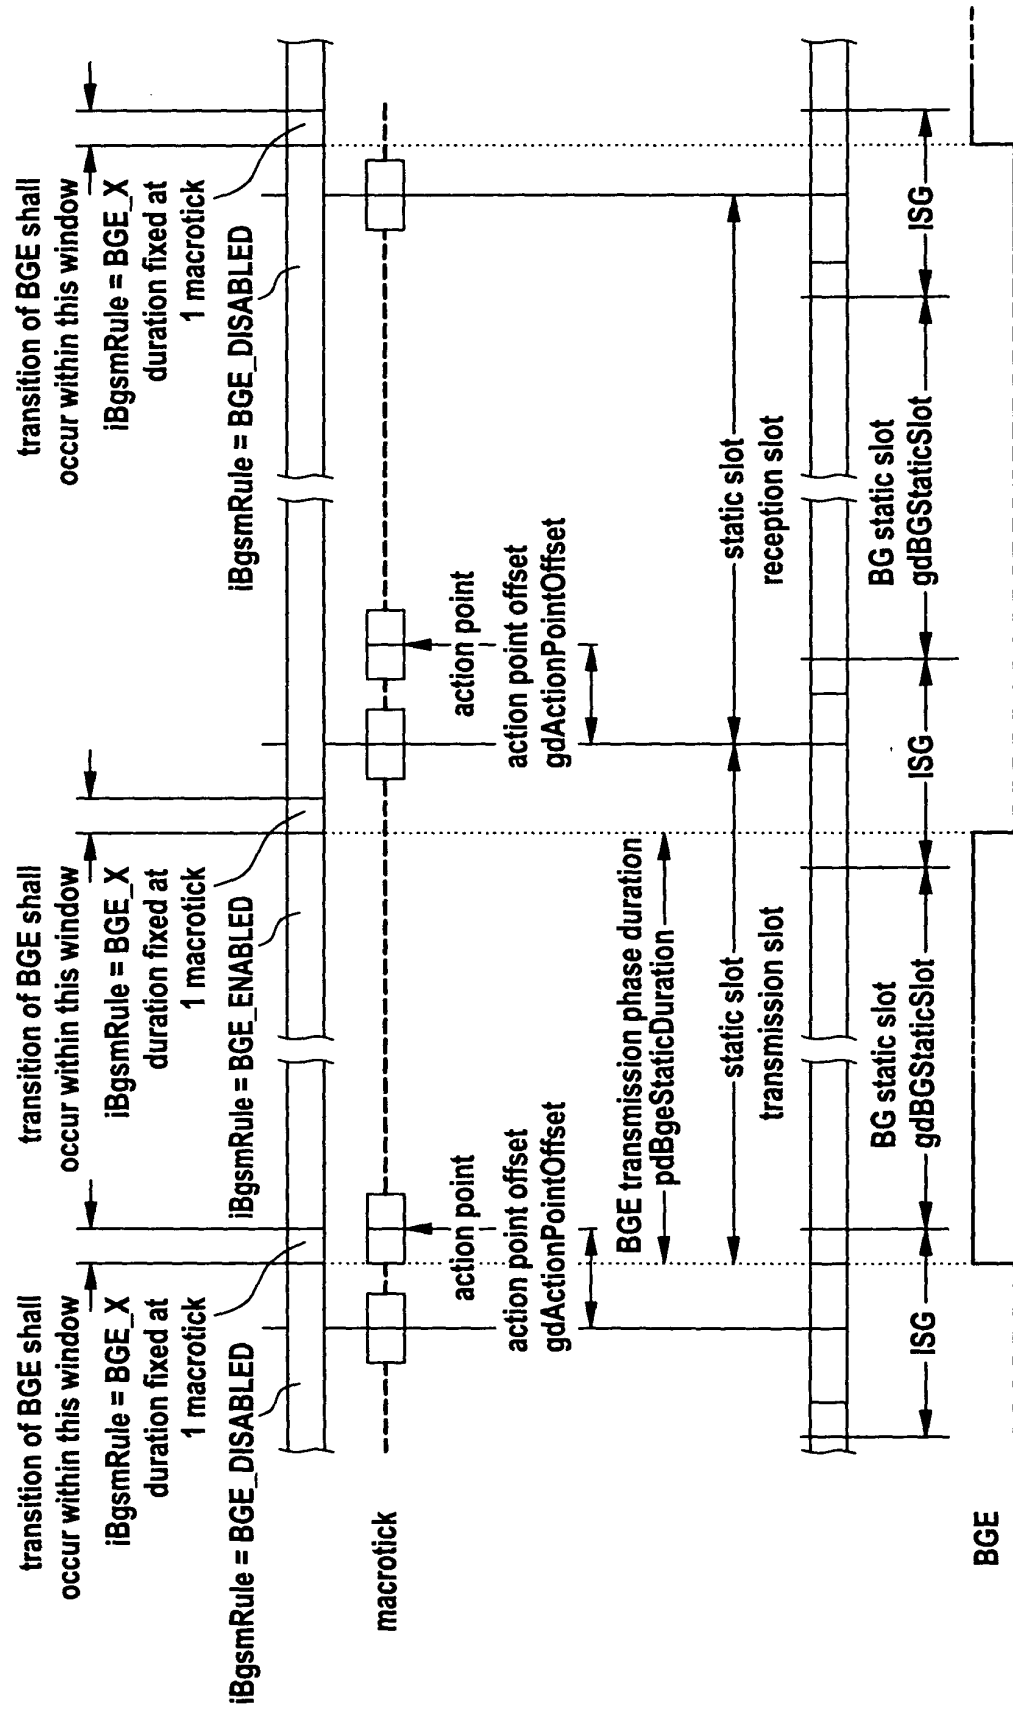 transition of BGE shall
occur within this window
iBgsmRule = BGE_X
duration fixed at
1 macrotick
iBgsmRule = BGE_DISABLED
transition of BGE shall
occur within this window
iBgsmRule = BGE_X
duration fixed at
1 macrotick
iBgsmRule = BGE_ENABLED
transition of BGE shall
occur within this window
iBgsmRule = BGE_X
duration fixed at
1 macrotick
iBgsmRule = BGE_DISABLED
macrotick
action point
action point offset
gdActionPointOffset
action point
action point offset
gdActionPointOffset
BGE transmission phase duration
pdBgeStaticDuration
static slot
transmission slot
static slot
reception slot
ISG
BG static slot
gdBGStaticSlot
ISG
BG static slot
gdBGStaticSlot
ISG
BGE